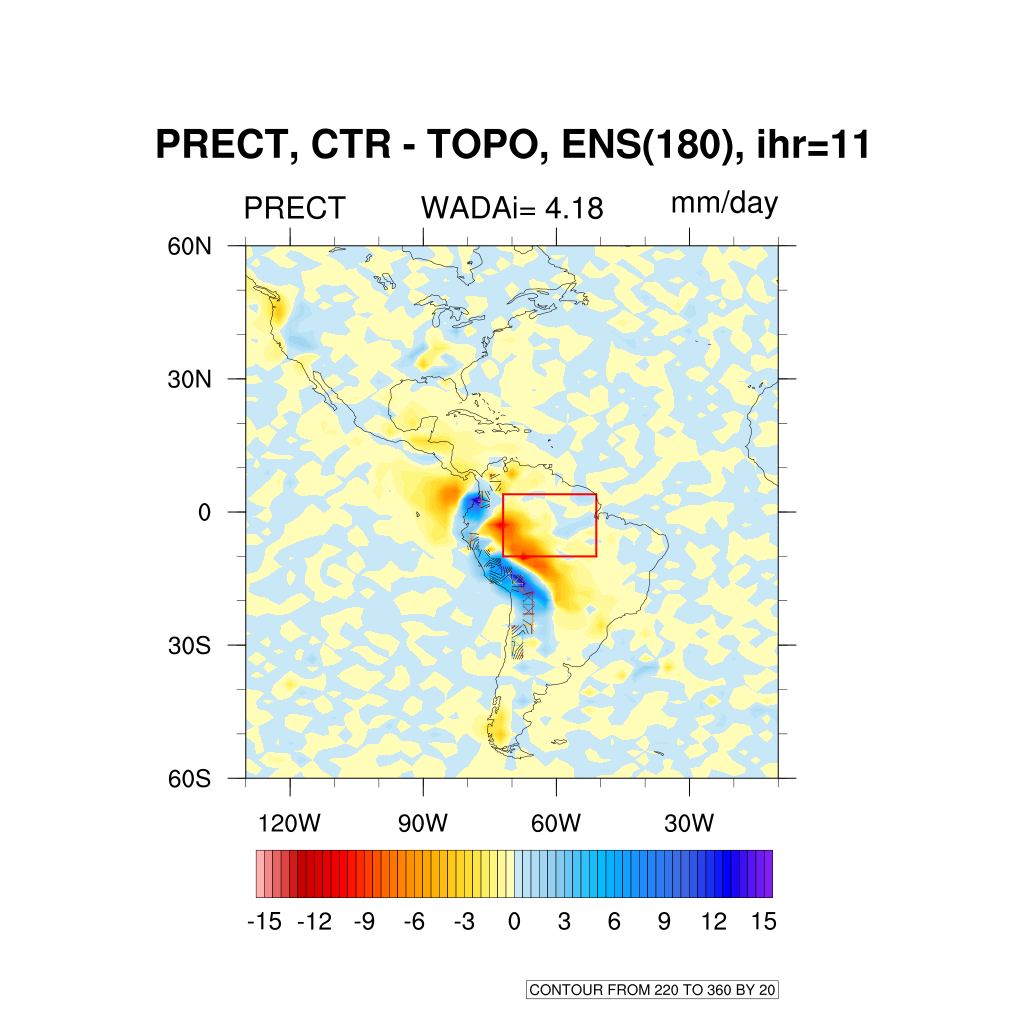 PRECT, CTR - TOPO, ENS(180), ihr=11
PRECT WADAi= 4.18 mm/day
60N
30N
0
30S
60S
120W 90W 60W 30W
-15 -12 -9 -6 -3 0 3 6 9 12 15
CONTOUR FROM 220 TO 360 BY 20